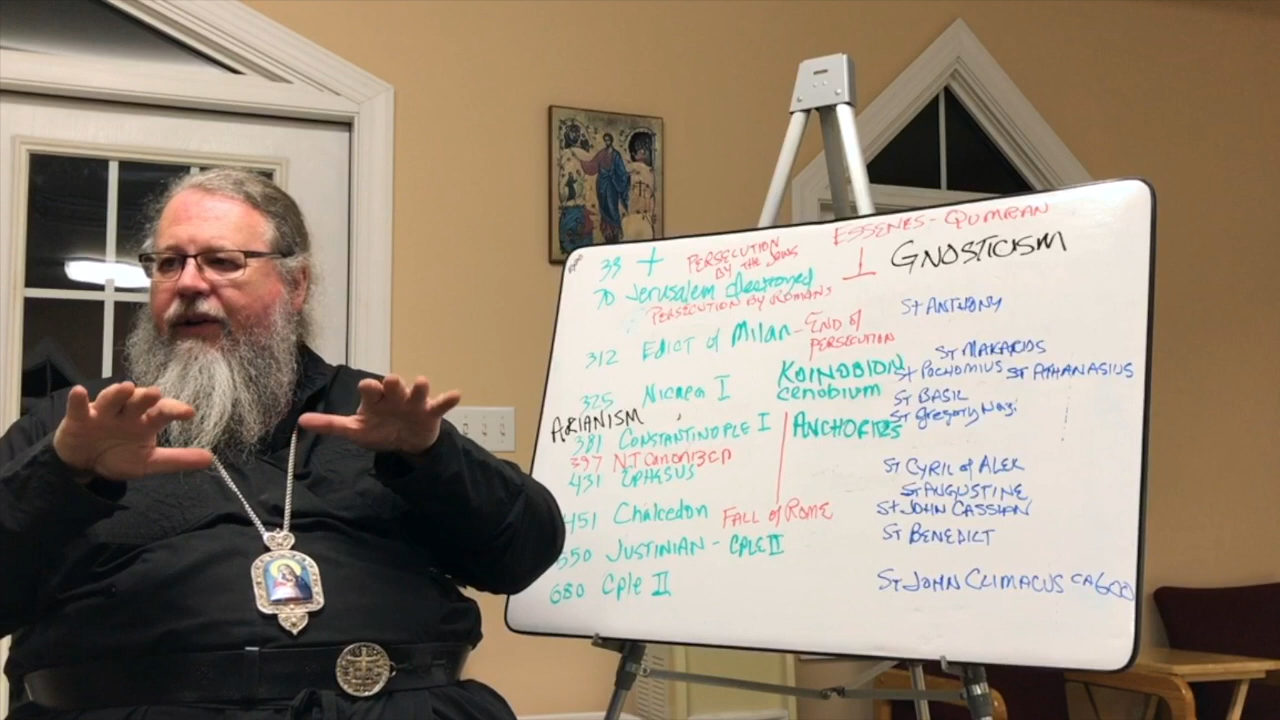 ESSENES - QUMRAN
33 † PERSECUTION
BY THE JEWS
⊥ GNOSTICISM
70 Jerusalem destroyed
PERSECUTION BY ROMANS
St ANTHONY
312 EDICT of Milan - END of
PERSECUTION
St MAKARIOS
KOINOBION St POCHOMIUS St ATHANASIUS
325 Nicaea I cenobium St BASIL
ARIANISM St Gregory Naz.
381 CONSTANTINOPLE I ANCHORITES
397 NT CANONIZED
431 EPHESUS
St CYRIL of ALEX
St AUGUSTINE
451 Chalcedon FALL of ROME St JOHN CASSIAN
550 JUSTINIAN - CPLE II St BENEDICT
680 Cple II St JOHN CLIMACUS CA 600